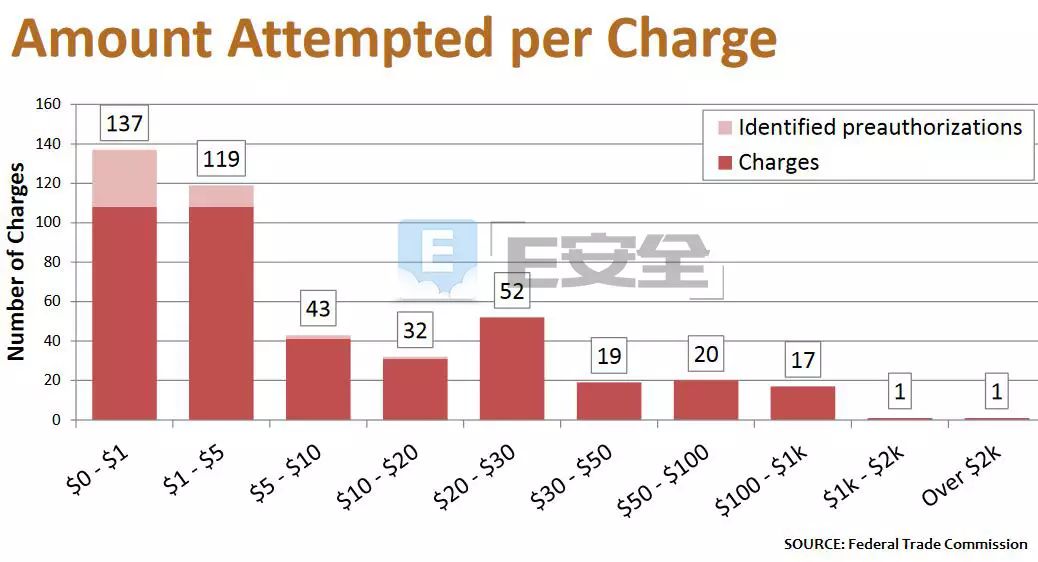 Amount Attempted per Charge
Number of Charges
160
140
120
100
80
60
40
20
0
137
119
43
32
52
19
20
17
1
1
Identified preauthorizations
Charges
E
E安全
$0 - $1
$1 - $5
$5 - $10
$10 - $20
$20 - $30
$30 - $50
$50 - $100
$100 - $1k
$1k - $2k
Over $2k
SOURCE: Federal Trade Commission